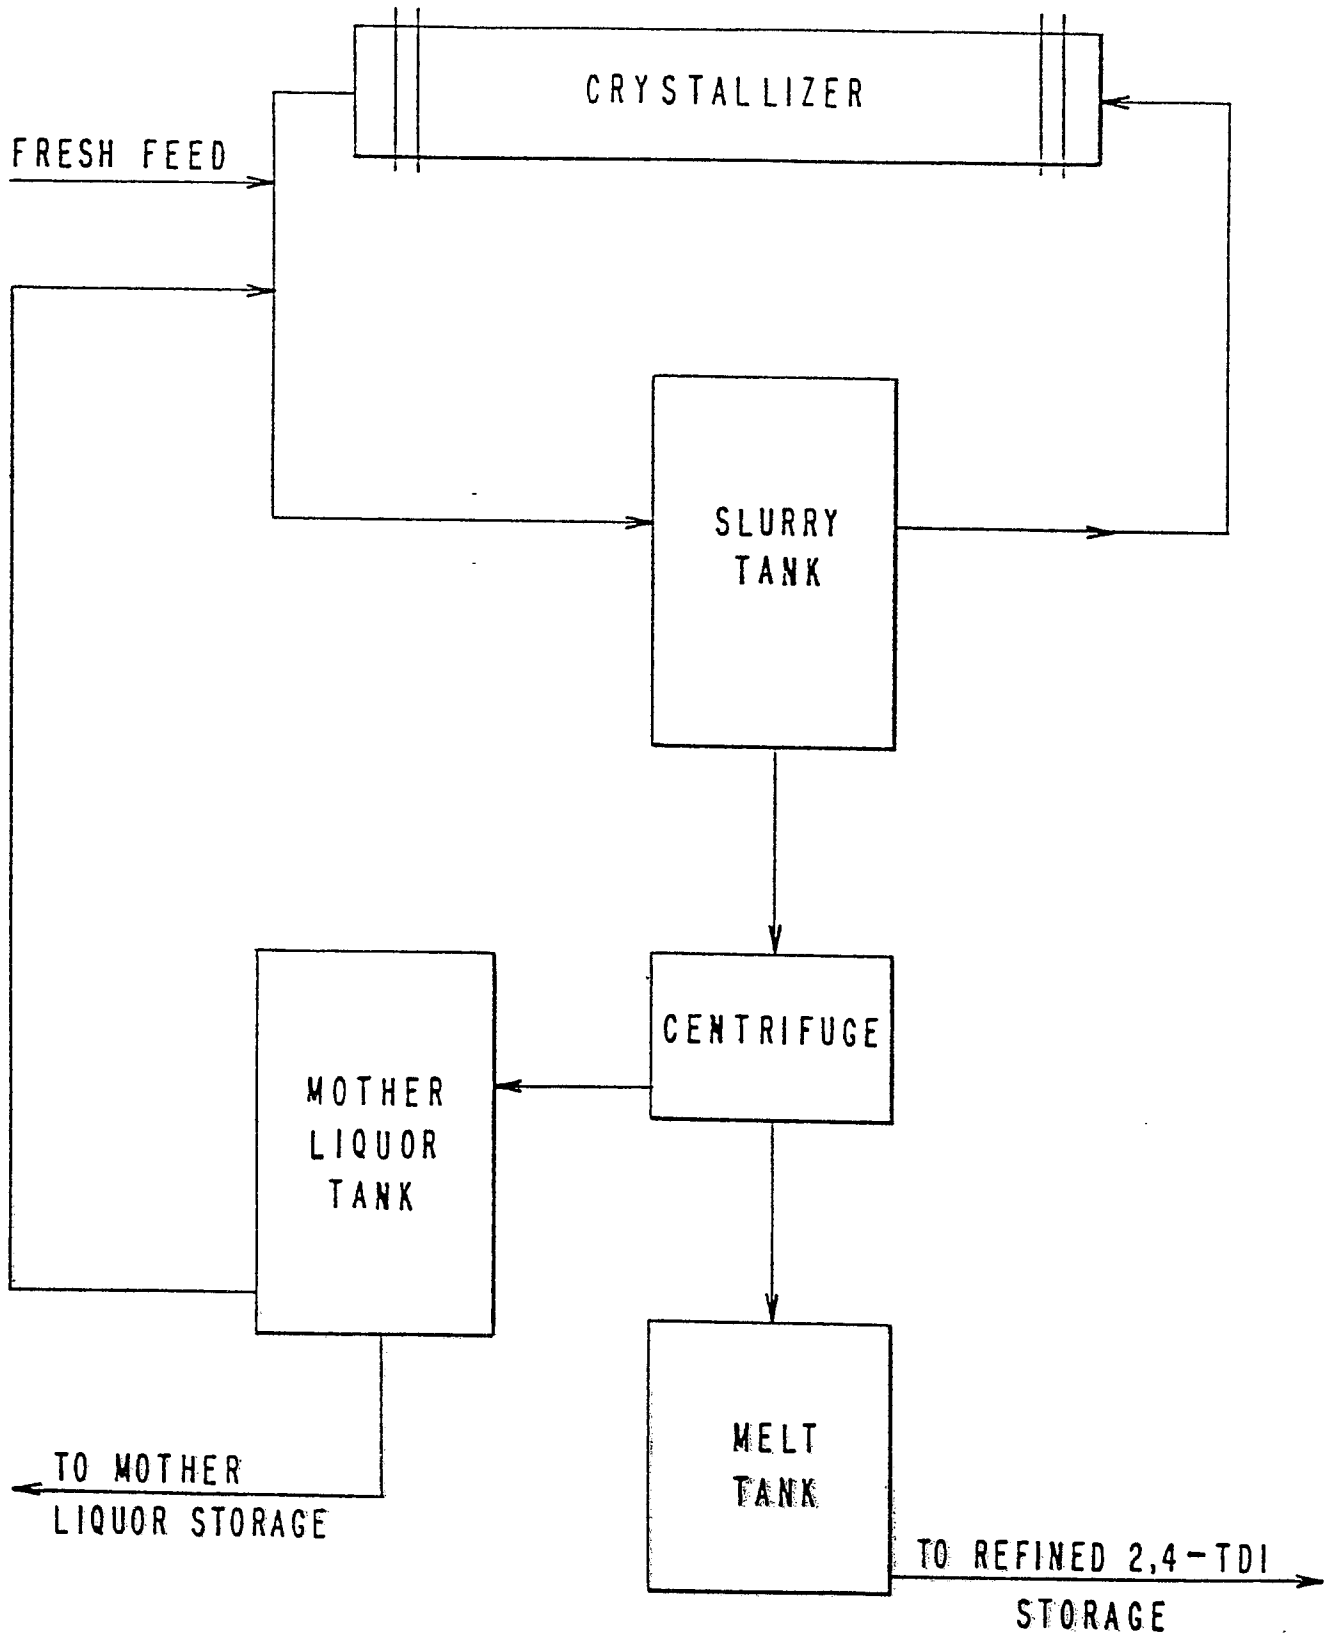 CRYSTALLIZER
FRESH FEED
SLURRY
TANK
CENTRIFUGE
MOTHER
LIQUOR
TANK
MELT
TANK
TO MOTHER
LIQUOR STORAGE
TO REFINED 2,4-TDI
STORAGE